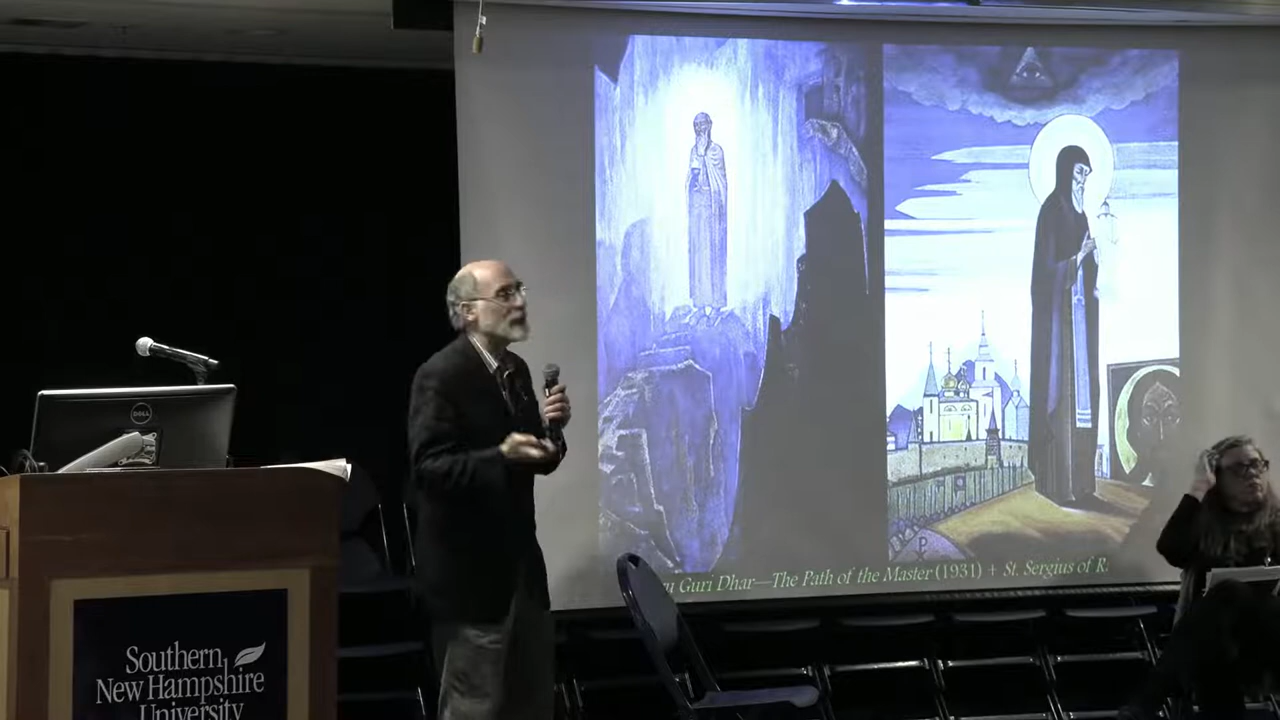 DELL
Guri Dhar—The Path of the Master (1931) + St. Sergius of R
Southern
New Hampshire
University